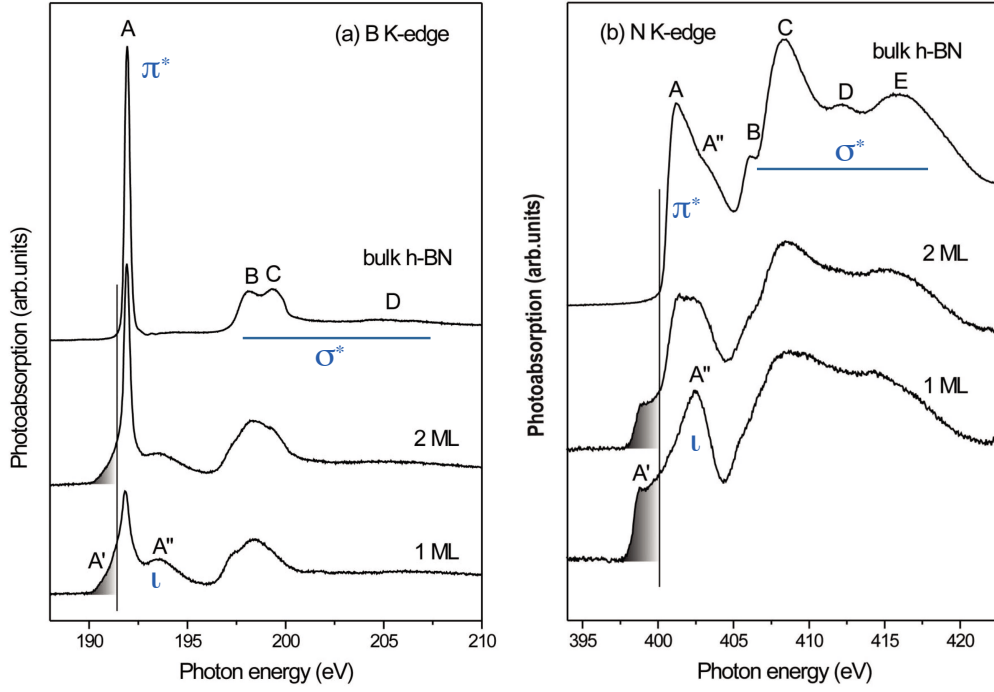 (a) B K-edge
A
π*
bulk h-BN
B
C
D
σ*
2 ML
A'
A"
ι
1 ML
190
195
200
205
210
Photon energy (eV)
Photoabsorption (arb.units)
(b) N K-edge
C
bulk h-BN
A
A"
B
D
E
σ*
π*
2 ML
A"
ι
1 ML
A'
395
400
405
410
415
420
Photon energy (eV)
Photoabsorption (arb.units)